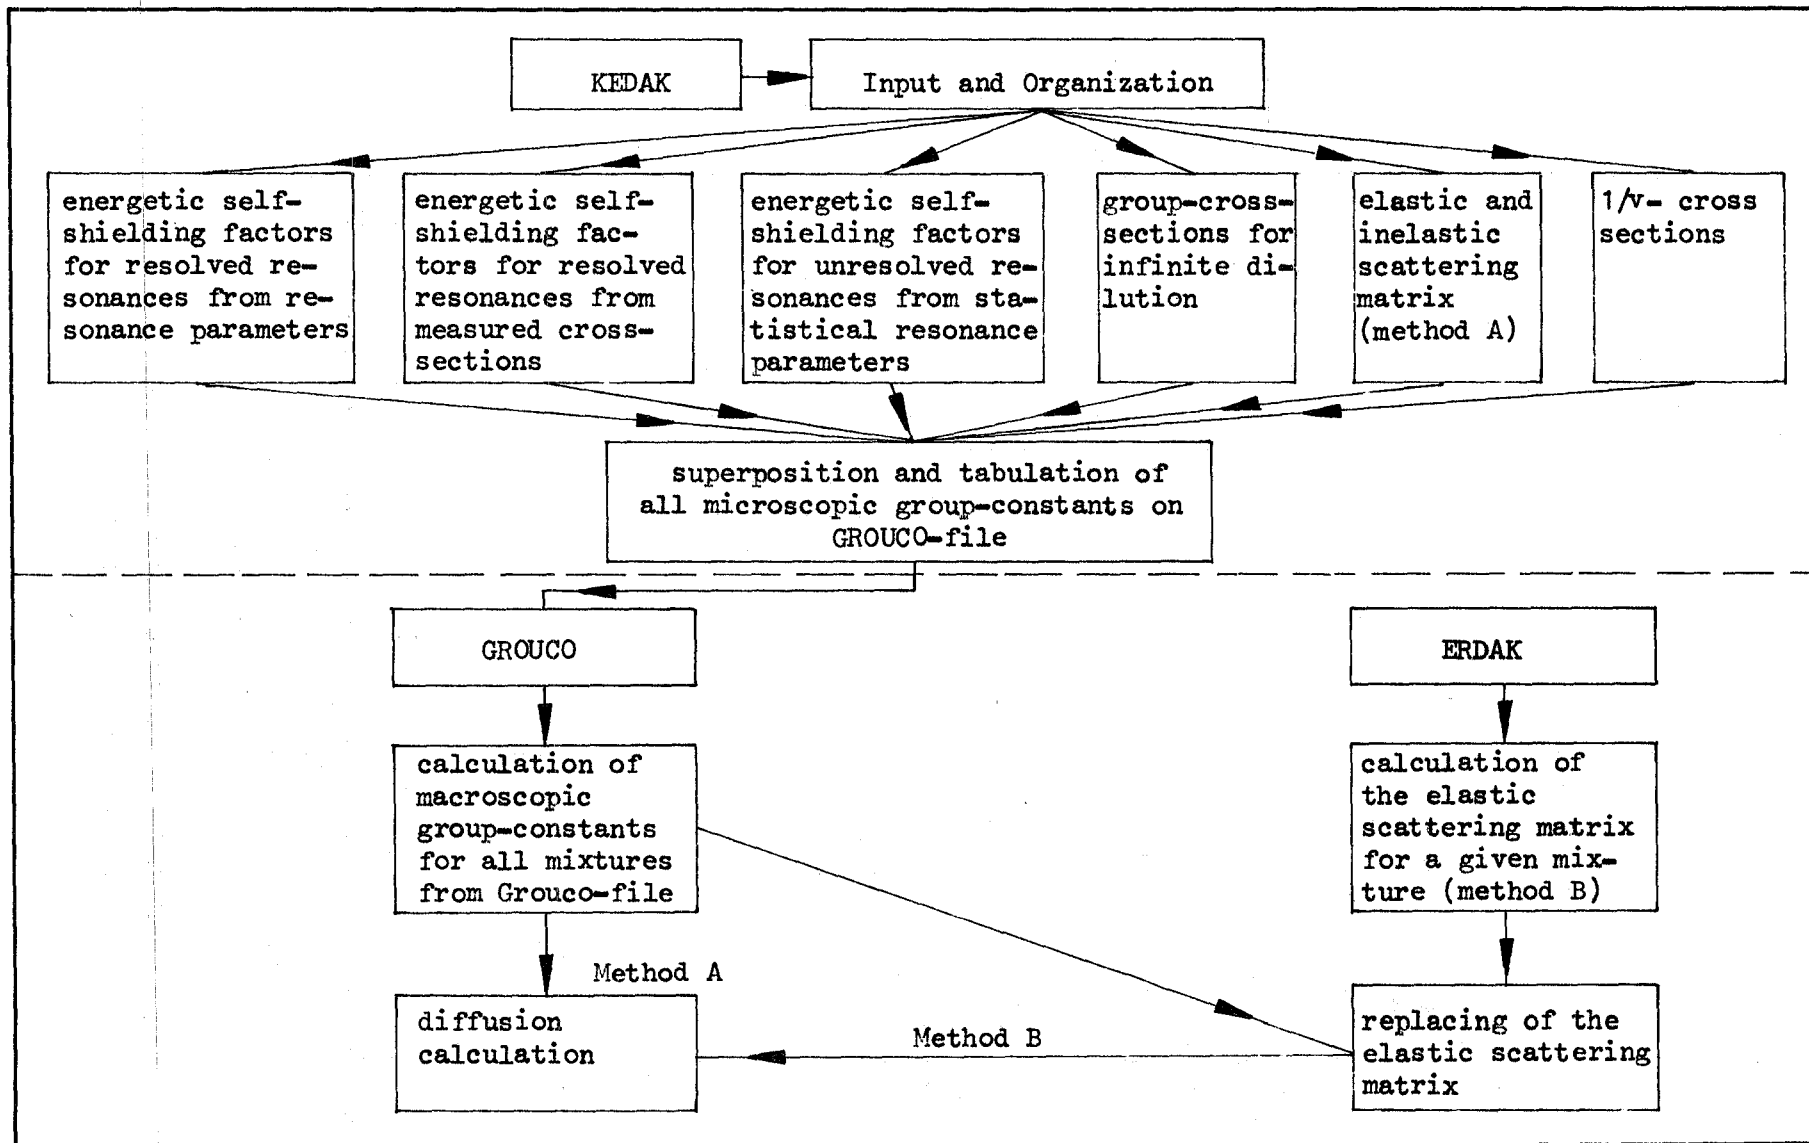 KEDAK
Input and Organization
energetic self-
shielding factors
for resolved re-
sonances from re-
sonance parameters
energetic self-
shielding fac-
tors for resolved
resonances from
measured cross-
sections
energetic self-
shielding factors
for unresolved re-
sonances from sta-
tistical resonance
parameters
group-cross-
sections for
infinite di-
lution
elastic and
inelastic
scattering
matrix
(method A)
1/v- cross
sections
superposition and tabulation of
all microscopic group-constants on
GROUCO-file
GROUCO
ERDAK
calculation of
macroscopic
group-constants
for all mixtures
from Grouco-file
calculation of
the elastic
scattering matrix
for a given mix-
ture (method B)
Method A
diffusion
calculation
Method B
replacing of the
elastic scattering
matrix